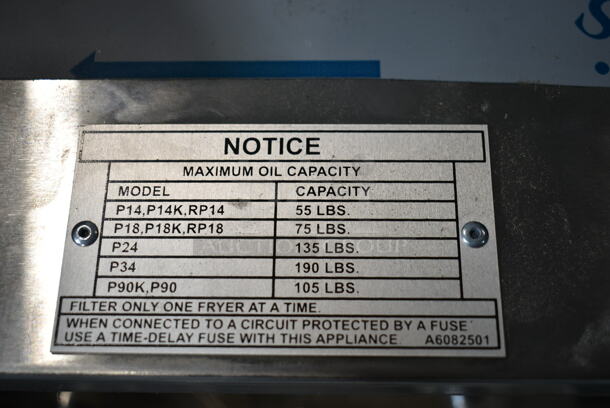 NOTICE
MAXIMUM OIL CAPACITY
MODEL CAPACITY
P14,P14K,RP14 55 LBS.
P18,P18K,RP18 75 LBS.
P24 135 LBS.
P34 190 LBS.
P90K,P90 105 LBS.
FILTER ONLY ONE FRYER AT A TIME.
WHEN CONNECTED TO A CIRCUIT PROTECTED BY A FUSE
USE A TIME-DELAY FUSE WITH THIS APPLIANCE. A6082501